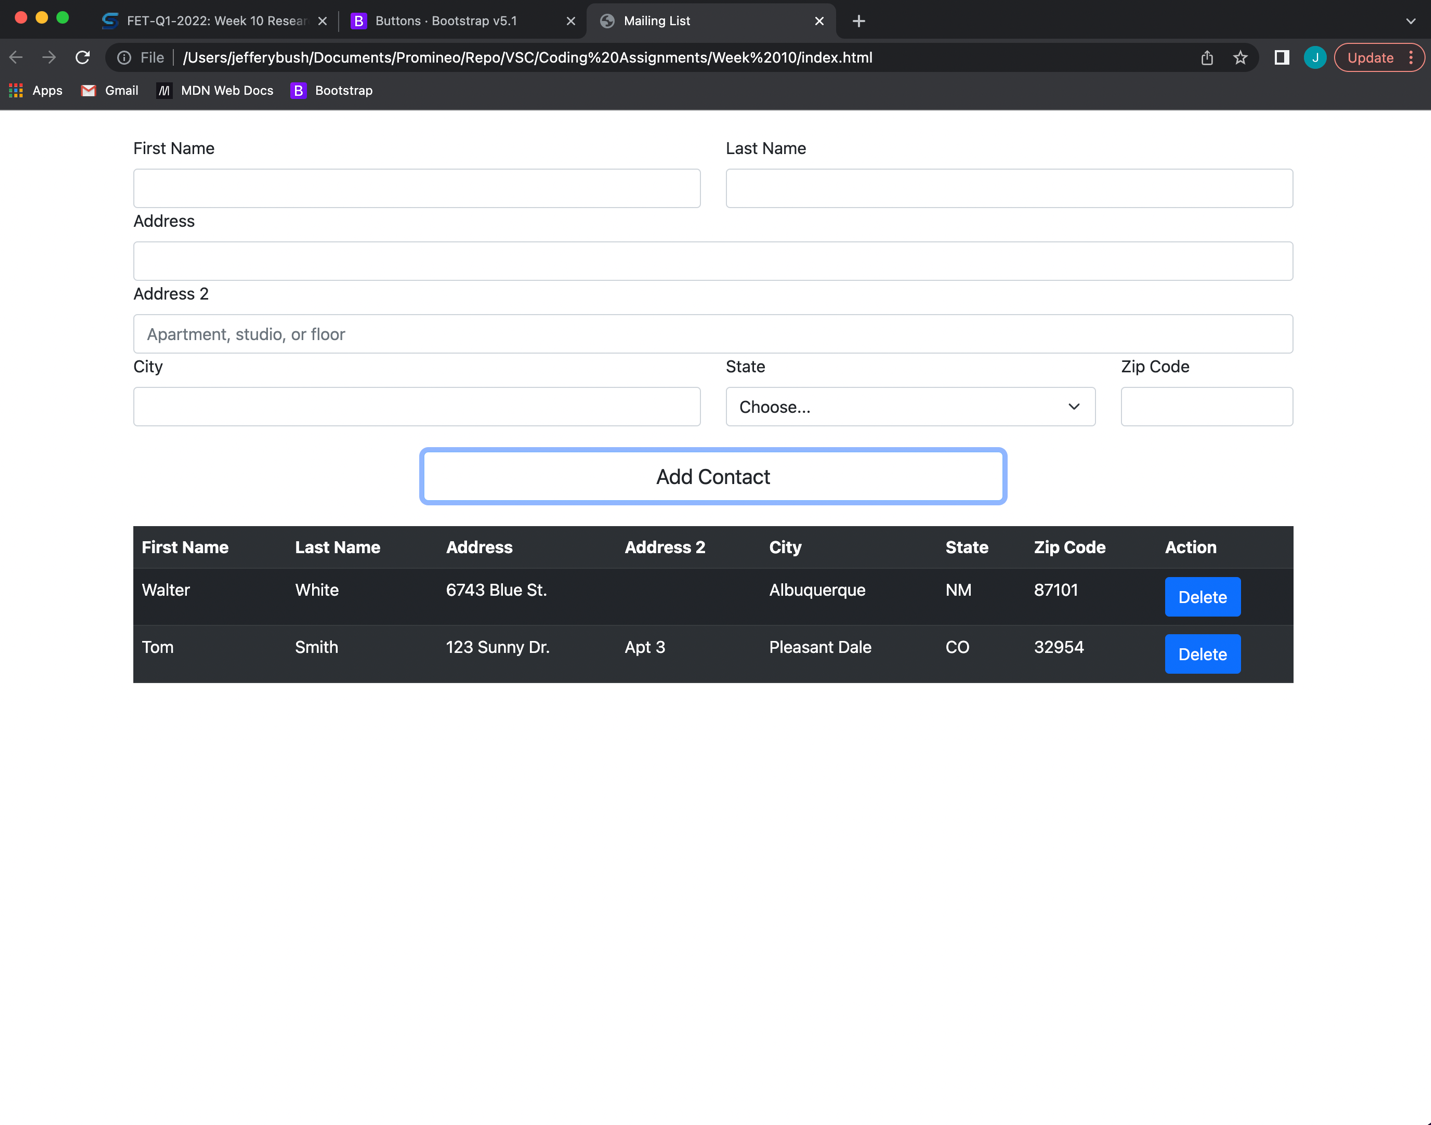 FET-Q1-2022: Week 10 Resear
B Buttons · Bootstrap v5.1
Mailing List
File /Users/jefferybush/Documents/Promineo/Repo/VSC/Coding%20Assignments/Week%2010/index.html
J Update
Apps Gmail MDN Web Docs B Bootstrap
First Name Last Name
Address
Address 2
Apartment, studio, or floor
City State Zip Code
Choose...
Add Contact
First Name Last Name Address Address 2 City State Zip Code Action
Walter White 6743 Blue St. Albuquerque NM 87101 Delete
Tom Smith 123 Sunny Dr. Apt 3 Pleasant Dale CO 32954 Delete